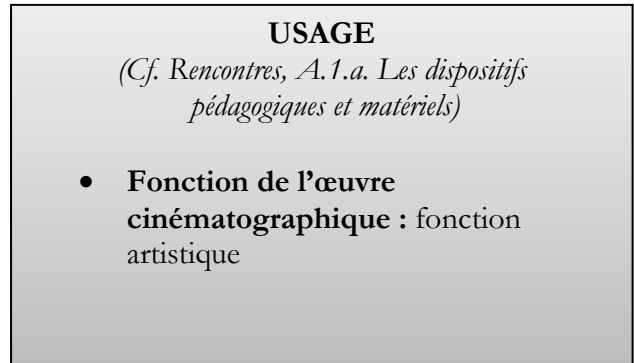 USAGE
(Cf. Rencontres, A.1.a. Les dispositifs
pédagogiques et matériels)
• Fonction de l’œuvre
cinématographique : fonction
artistique